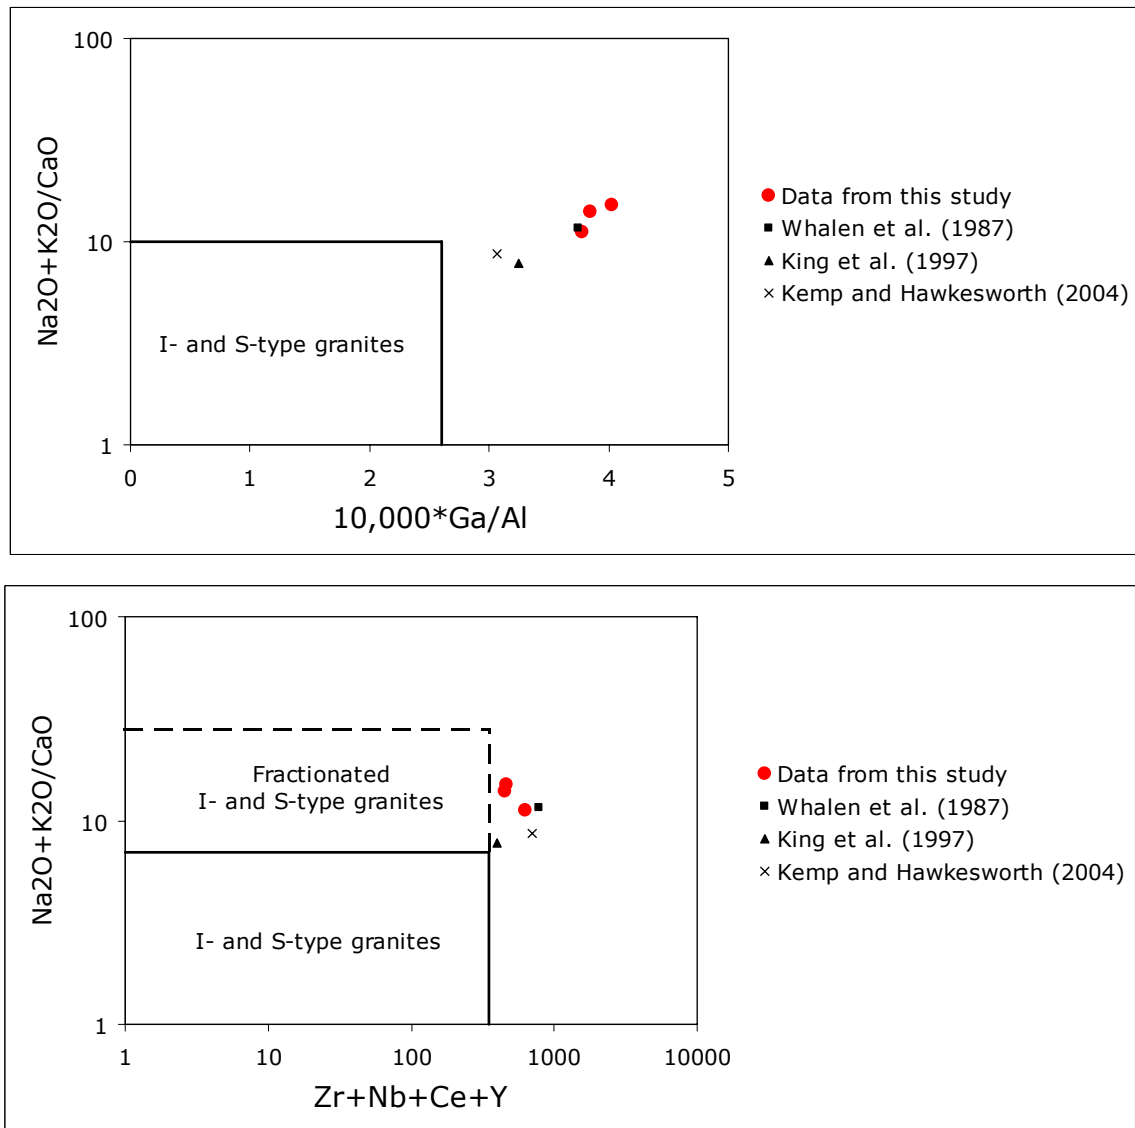 100
10
1
Na2O+K2O/CaO
I- and S-type granites
0 1 2 3 4 5
10,000*Ga/Al
Data from this study
Whalen et al. (1987)
King et al. (1997)
Kemp and Hawkesworth (2004)
100
10
1
Na2O+K2O/CaO
Fractionated
I- and S-type granites
I- and S-type granites
1 10 100 1000 10000
Zr+Nb+Ce+Y
Data from this study
Whalen et al. (1987)
King et al. (1997)
Kemp and Hawkesworth (2004)